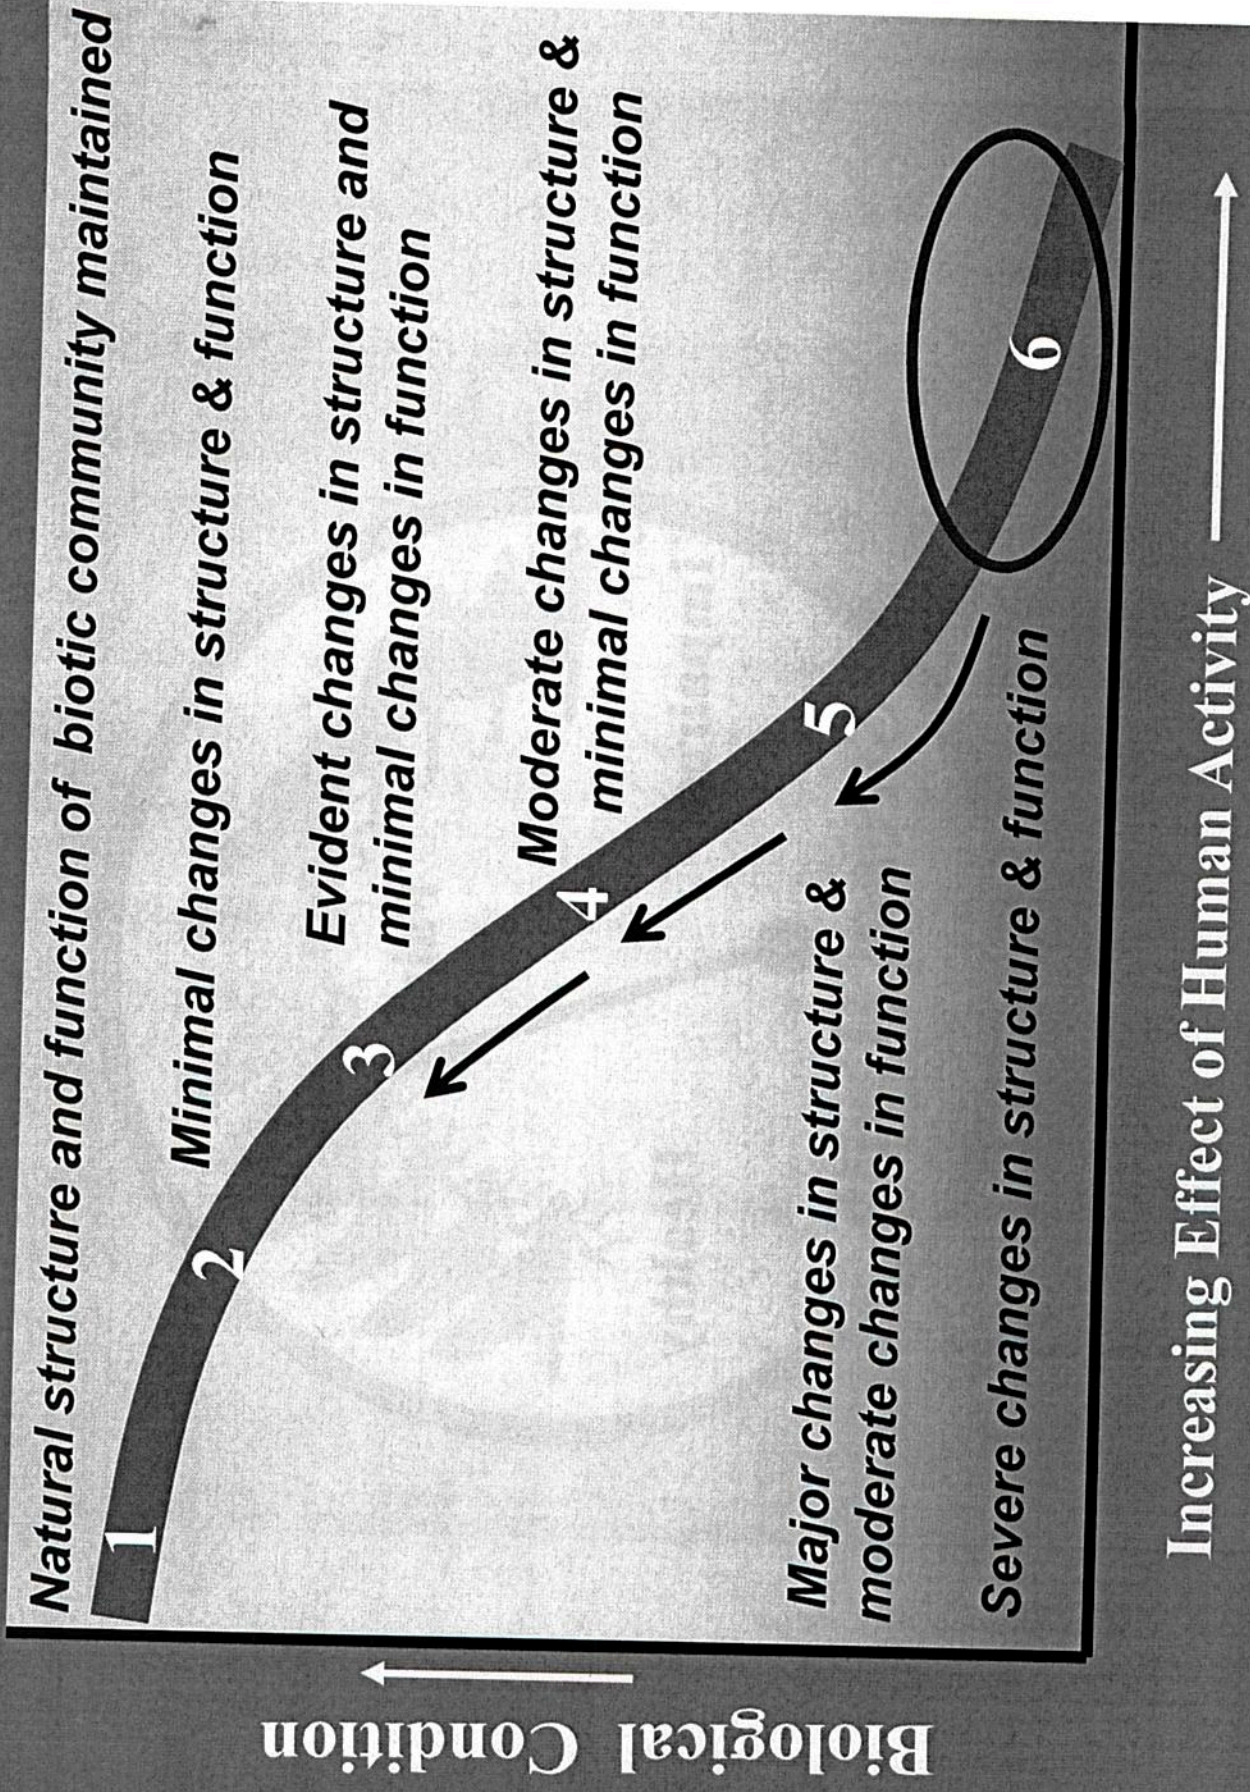 Natural structure and function of biotic community maintained
Minimal changes in structure & function
Evident changes in structure and
minimal changes in function
Moderate changes in structure &
minimal changes in function
Major changes in structure &
moderate changes in function
Severe changes in structure & function
1
2
3
4
5
6
Biological Condition
Increasing Effect of Human Activity